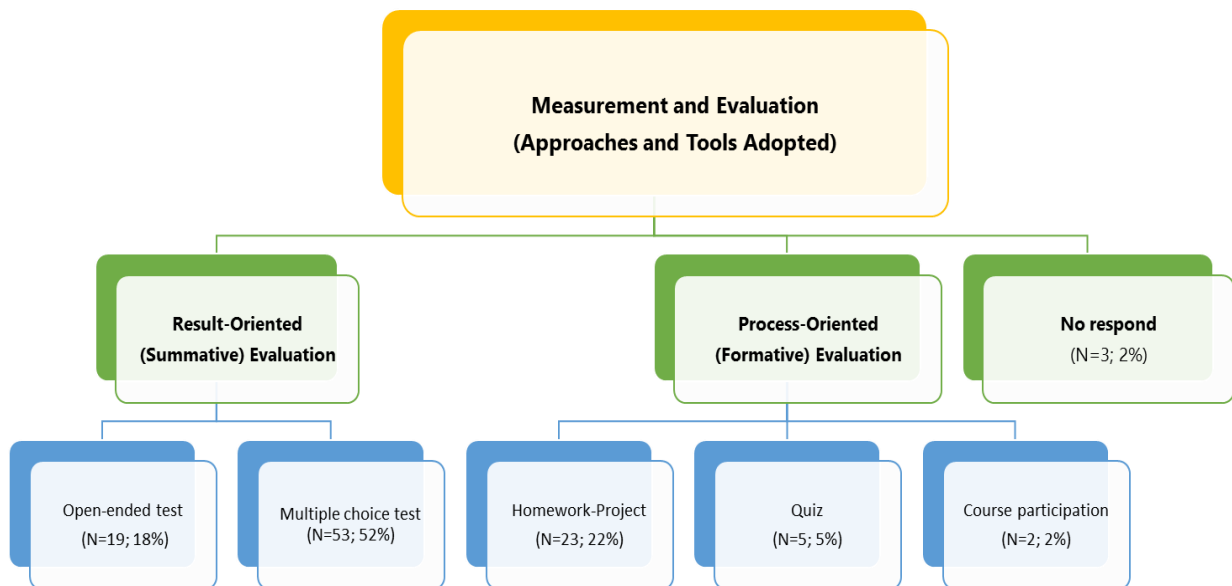 Measurement and Evaluation
(Approaches and Tools Adopted)
Result-Oriented
(Summative) Evaluation
Process-Oriented
(Formative) Evaluation
No respond
(N=3; 2%)
Open-ended test
(N=19; 18%)
Multiple choice test
(N=53; 52%)
Homework-Project
(N=23; 22%)
Quiz
(N=5; 5%)
Course participation
(N=2; 2%)